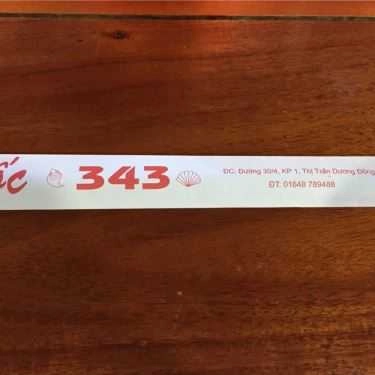 ốc 343
ĐC: Đường 30/4, KP 1, Thị Trấn Dương Đông
ĐT: 01648 789488